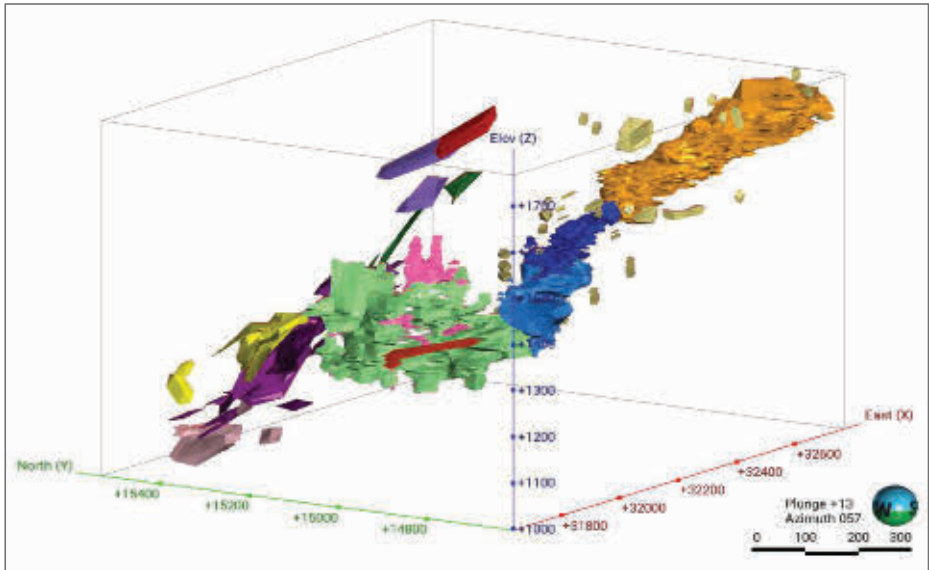 Elev (Z)
+1700
+1300
+1200
+1100
+1000
East (X)
+32600
+32400
+32200
+32000
+31800
North (Y)
+15400
+15200
+15000
+14800
Plunge +13
Azimuth 057
W S
0 100 200 300